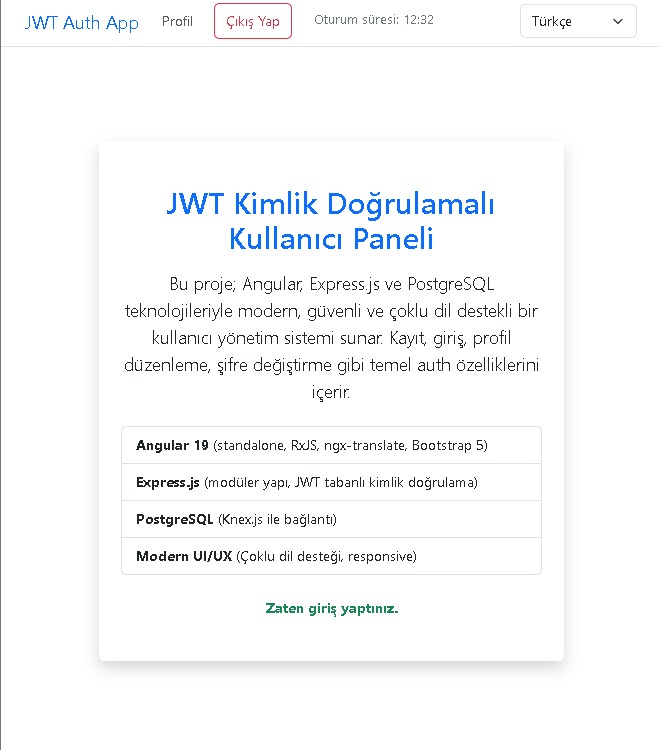 JWT Auth App Profil Çıkış Yap Oturum süresi: 12:32 Türkçe
JWT Kimlik Doğrulamalı
Kullanıcı Paneli
Bu proje; Angular, Express.js ve PostgreSQL
teknolojileriyle modern, güvenli ve çoklu dil destekli bir
kullanıcı yönetim sistemi sunar. Kayıt, giriş, profil
düzenleme, şifre değiştirme gibi temel auth özelliklerini
içerir.
Angular 19 (standalone, RxJS, ngx-translate, Bootstrap 5)
Express.js (modüler yapı, JWT tabanlı kimlik doğrulama)
PostgreSQL (Knex.js ile bağlantı)
Modern UI/UX (Çoklu dil desteği, responsive)
Zaten giriş yaptınız.